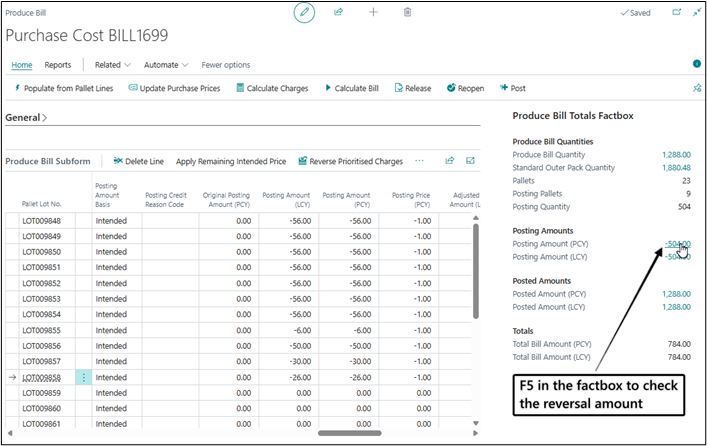 Produce Bill
Saved
Purchase Cost BILL1699
Home Reports Related Automate Fewer options
Populate from Pallet Lines Update Purchase Prices Calculate Charges Calculate Bill Release Reopen Post
General
Produce Bill Subform Delete Line Apply Remaining Intended Price Reverse Prioritised Charges ...
Pallet Lot No. Posting Amount Basis Posting Credit Reason Code Original Posting Amount (PCY) Posting Amount (LCY) Posting Amount (PCY) Posting Price (PCY) Adjusted Amount (L
LOT009848 Intended 0.00 -56.00 -56.00 -1.00
LOT009849 Intended 0.00 -56.00 -56.00 -1.00
LOT009850 Intended 0.00 -56.00 -56.00 -1.00
LOT009851 Intended 0.00 -56.00 -56.00 -1.00
LOT009852 Intended 0.00 -56.00 -56.00 -1.00
LOT009853 Intended 0.00 -56.00 -56.00 -1.00
LOT009854 Intended 0.00 -56.00 -56.00 -1.00
LOT009855 Intended 0.00 -6.00 -6.00 -1.00
LOT009856 Intended 0.00 -50.00 -50.00 -1.00
LOT009857 Intended 0.00 -30.00 -30.00 -1.00
LOT009858 Intended 0.00 -26.00 -26.00 -1.00
LOT009859 Intended 0.00 0.00 0.00 0.00
LOT009860 Intended 0.00 0.00 0.00 0.00
LOT009861 Intended 0.00 0.00 0.00 0.00
Produce Bill Totals Factbox
Produce Bill Quantities
Produce Bill Quantity 1,288.00
Standard Outer Pack Quantity 1,880.48
Pallets 23
Posting Pallets 9
Posting Quantity 504
Posting Amounts
Posting Amount (PCY) -504.00
Posting Amount (LCY) -504.00
Posted Amounts
Posted Amount (PCY) 1,288.00
Posted Amount (LCY) 1,288.00
Totals
Total Bill Amount (PCY) 784.00
Total Bill Amount (LCY) 784.00
F5 in the factbox to check
the reversal amount